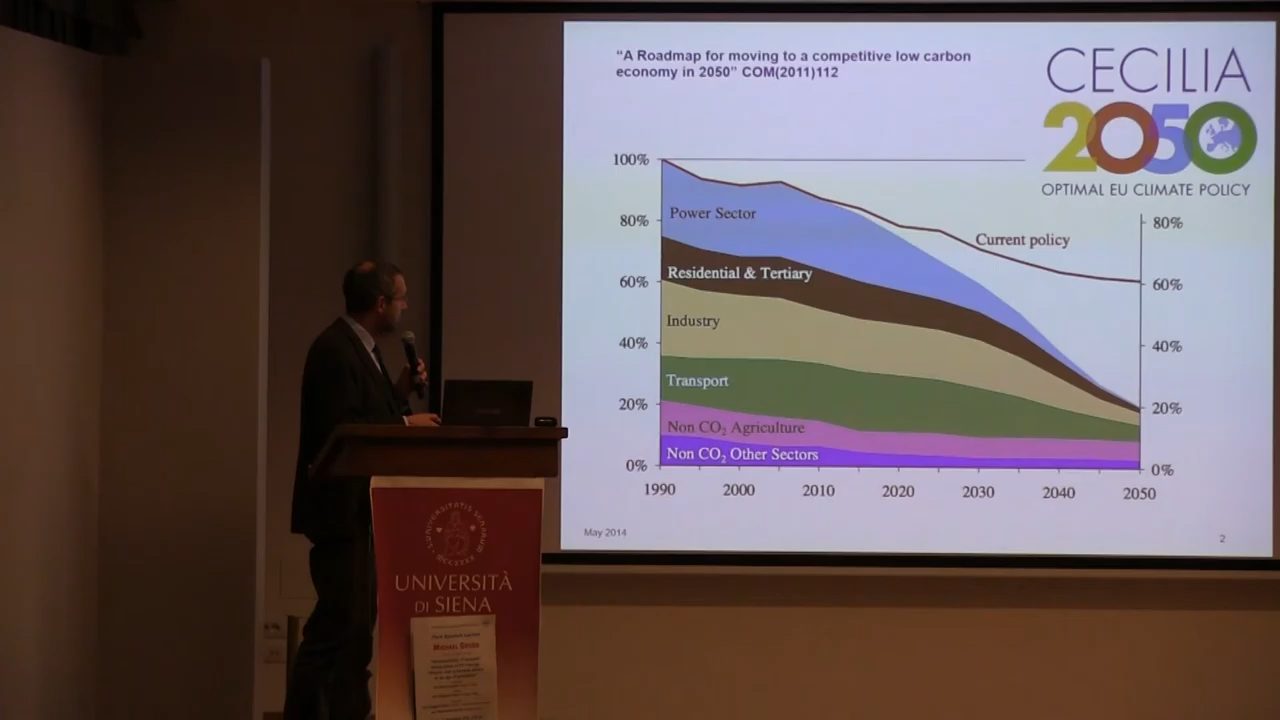 “A Roadmap for moving to a competitive low carbon
economy in 2050” COM(2011)112
CECILIA
2050
OPTIMAL EU CLIMATE POLICY
100%
80%
60%
40%
20%
0%
Power Sector
Residential & Tertiary
Industry
Transport
Non CO₂ Agriculture
Non CO₂ Other Sectors
Current policy
80%
60%
40%
20%
0%
1990 2000 2010 2020 2030 2040 2050
May 2014
2
UNIVERSITÀ
DI SIENA
MICHAEL